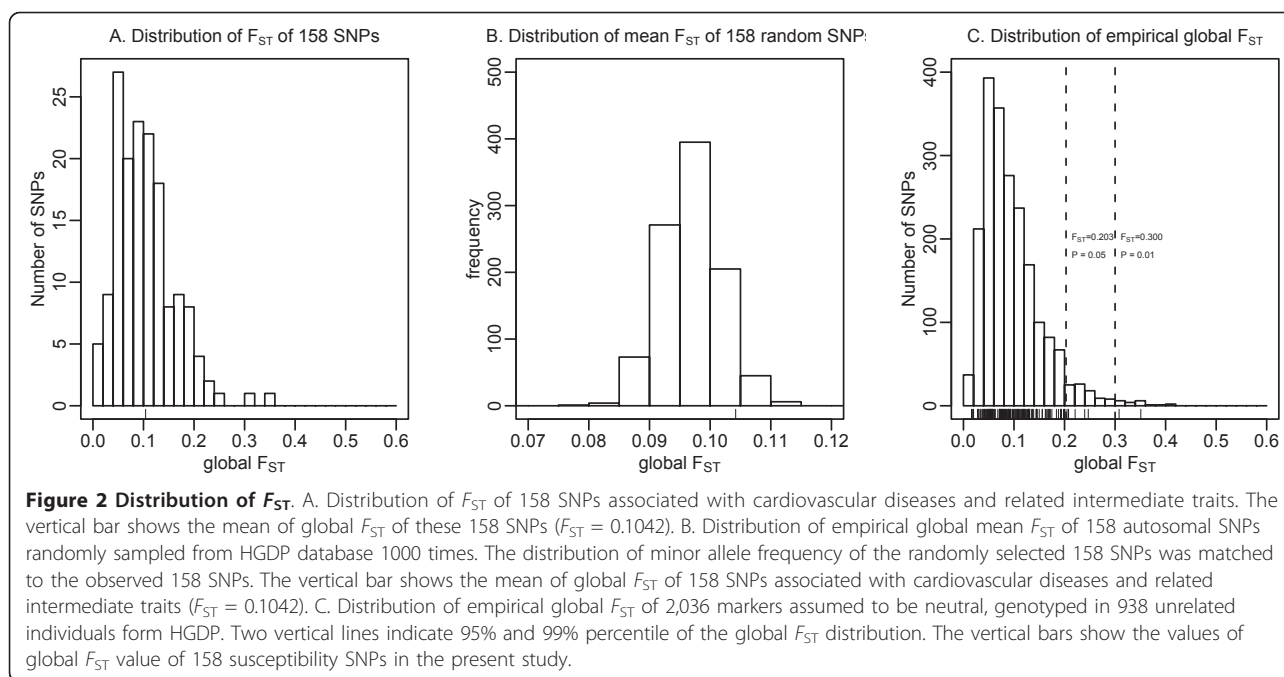 A. Distribution of FST of 158 SNPs
B. Distribution of mean FST of 158 random SNP
C. Distribution of empirical global FST
Number of SNPs
0
5
10
15
20
25
0.0 0.1 0.2 0.3 0.4 0.5 0.6
global FST
frequency
0
100
200
300
400
500
0.07 0.08 0.09 0.10 0.11 0.12
global FST
Number of SNPs
0
100
200
300
400
FST=0.203 FST=0.300
P = 0.05 P = 0.01
0.0 0.1 0.2 0.3 0.4 0.5 0.6
global FST
Figure 2 Distribution of FST. A. Distribution of FST of 158 SNPs associated with cardiovascular diseases and related intermediate traits. The
vertical bar shows the mean of global FST of these 158 SNPs (FST = 0.1042). B. Distribution of empirical global mean FST of 158 autosomal SNPs
randomly sampled from HGDP database 1000 times. The distribution of minor allele frequency of the randomly selected 158 SNPs was matched
to the observed 158 SNPs. The vertical bar shows the mean of global FST of 158 SNPs associated with cardiovascular diseases and related
intermediate traits (FST = 0.1042). C. Distribution of empirical global FST of 2,036 markers assumed to be neutral, genotyped in 938 unrelated
individuals form HGDP. Two vertical lines indicate 95% and 99% percentile of the global FST distribution. The vertical bars show the values of
global FST value of 158 susceptibility SNPs in the present study.